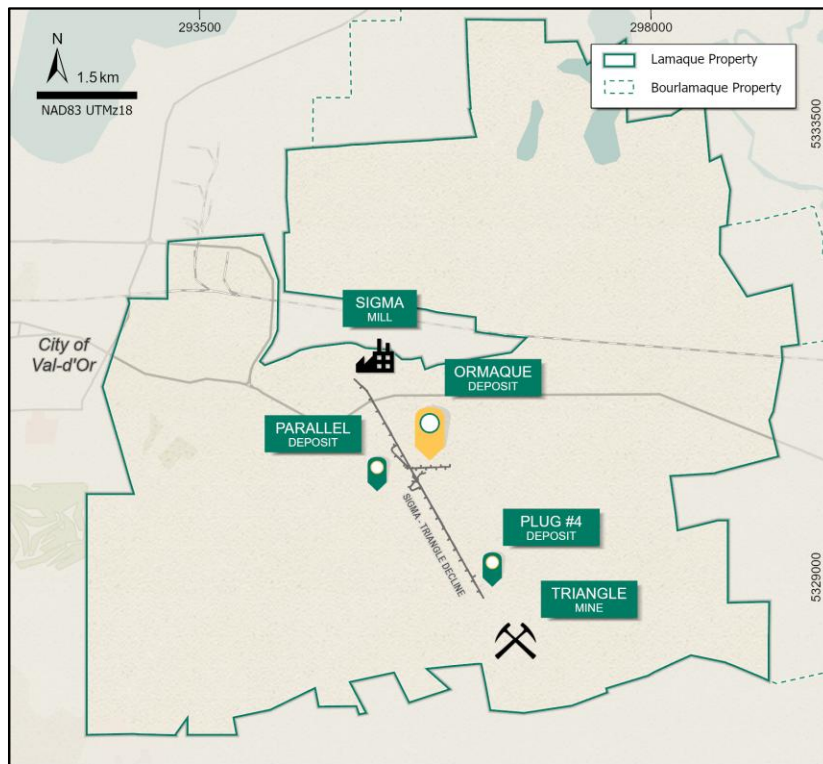 293500
298000
N
1.5 km
NAD83 UTMz18
Lamaque Property
Bourlamaque Property
5333500
SIGMA
MILL
City of
Val-d'Or
ORMAQUE
DEPOSIT
PARALLEL
DEPOSIT
SIGMA - TRIANGLE DECLINE
PLUG #4
DEPOSIT
5329000
TRIANGLE
MINE